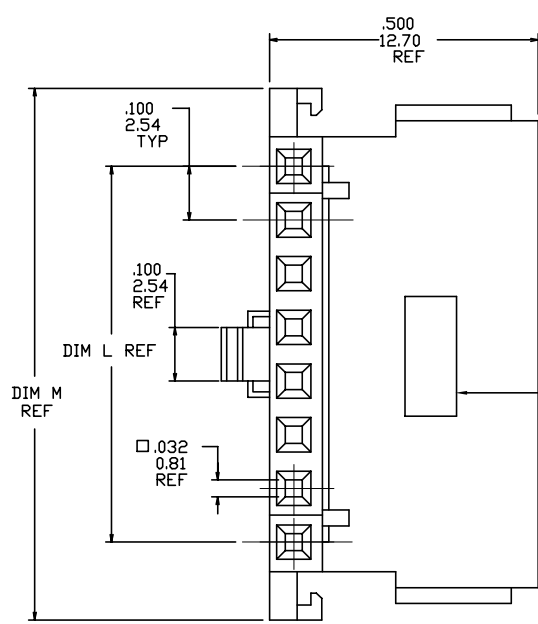 .500
12.70
REF
.100
2.54
TYP
.100
2.54
REF
DIM L REF
DIM M
REF
□ .032
0.81
REF